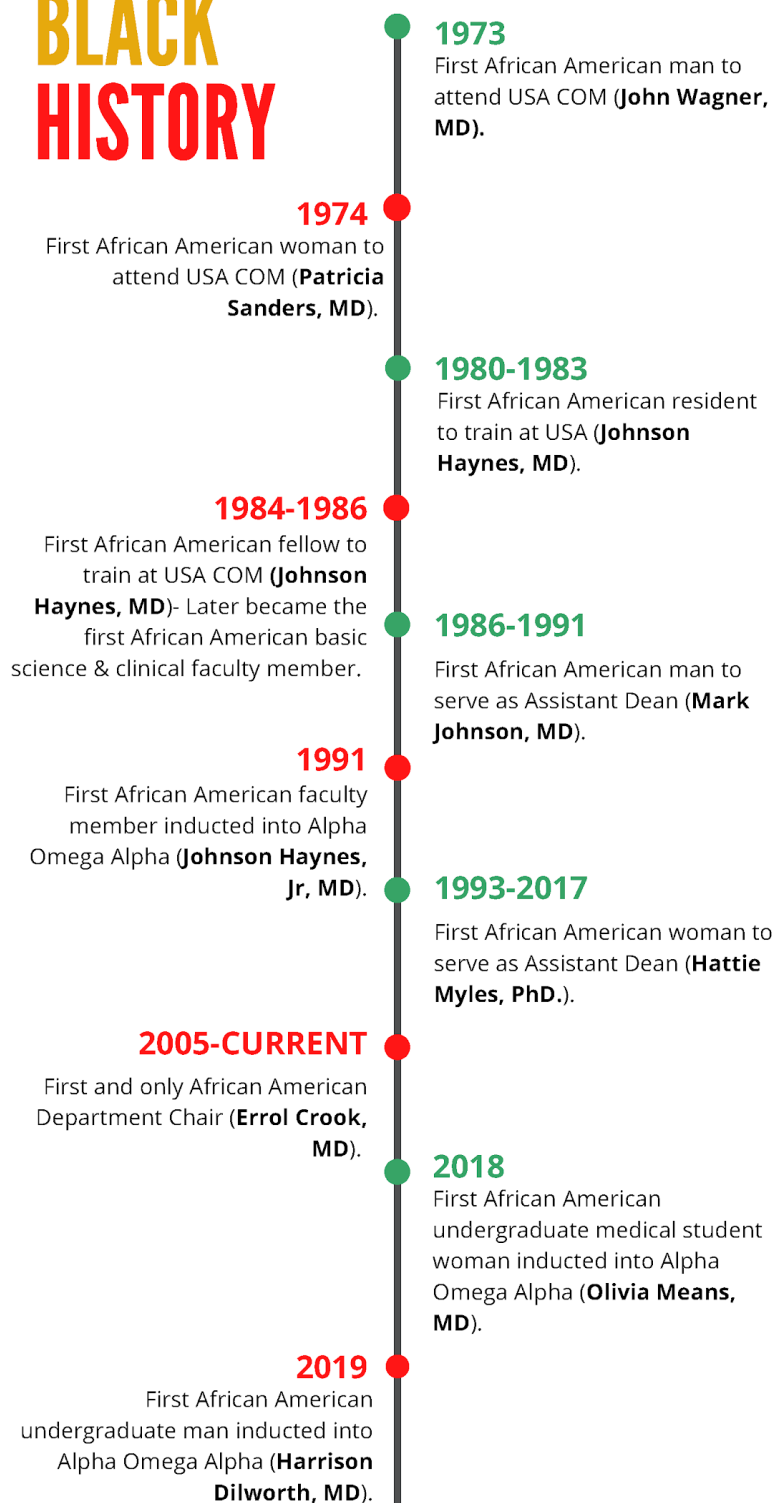 BLACK
HISTORY
1973
First African American man to
attend USA COM (John Wagner,
MD).
1974
First African American woman to
attend USA COM (Patricia
Sanders, MD).
1980-1983
First African American resident
to train at USA (Johnson
Haynes, MD).
1984-1986
First African American fellow to
train at USA COM (Johnson
Haynes, MD)- Later became the
first African American basic
science & clinical faculty member.
1986-1991
First African American man to
serve as Assistant Dean (Mark
Johnson, MD).
1991
First African American faculty
member inducted into Alpha
Omega Alpha (Johnson Haynes,
Jr, MD).
1993-2017
First African American woman to
serve as Assistant Dean (Hattie
Myles, PhD.).
2005-CURRENT
First and only African American
Department Chair (Errol Crook,
MD).
2018
First African American
undergraduate medical student
woman inducted into Alpha
Omega Alpha (Olivia Means,
MD).
2019
First African American
undergraduate man inducted into
Alpha Omega Alpha (Harrison
Dilworth, MD).